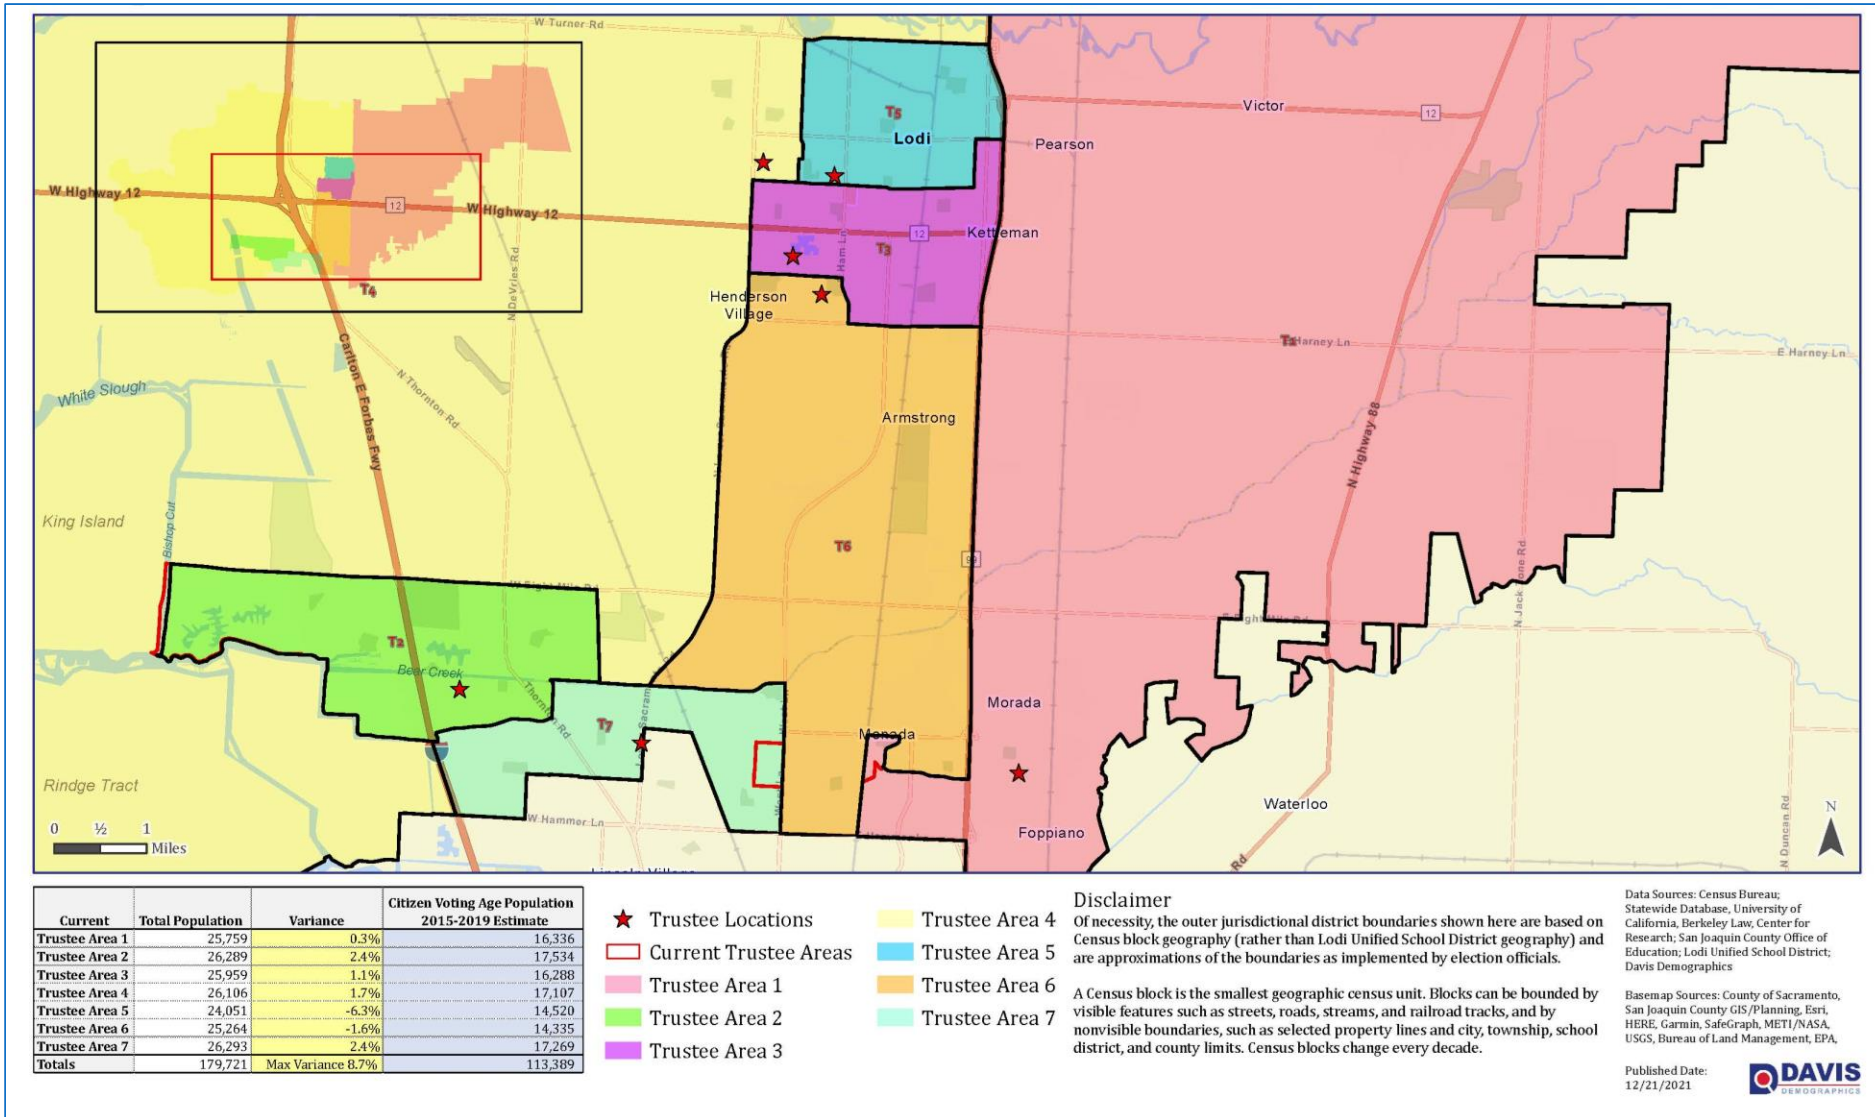 W Turner Rd
Victor
12
T5
Lodi
Pearson
W Highway 12
12
W Highway 12
12
Kettleman
Ham Ln
T3
N DeVries Rd
T4
Henderson
Village
T1
Harney Ln
E Harney Ln
White Slough
Carlton E Forbes Fwy
N Thornton Rd
Armstrong
N Highway 88
King Island
Bishop Cut
T6
99
N Jack Tone Rd
W Eight Mile Rd
E Eight Mile Rd
T2
Bear Creek
Thornton Rd
T7
Morada
Rindge Tract
W Hammer Ln
Waterloo
Foppiano
Rd
N Duncan Rd
N
0 ½ 1
Miles
Current Total Population Variance Citizen Voting Age Population 2015-2019 Estimate
Trustee Area 1 25,759 0.3% 16,336
Trustee Area 2 26,289 2.4% 17,534
Trustee Area 3 25,959 1.1% 16,288
Trustee Area 4 26,106 1.7% 17,107
Trustee Area 5 24,051 -6.3% 14,520
Trustee Area 6 25,264 -1.6% 14,335
Trustee Area 7 26,293 2.4% 17,269
Totals 179,721 Max Variance 8.7% 113,389
Trustee Locations
Current Trustee Areas
Trustee Area 1
Trustee Area 2
Trustee Area 3
Trustee Area 4
Trustee Area 5
Trustee Area 6
Trustee Area 7
Disclaimer
Of necessity, the outer jurisdictional district boundaries shown here are based on
Census block geography (rather than Lodi Unified School District geography) and
are approximations of the boundaries as implemented by election officials.
A Census block is the smallest geographic census unit. Blocks can be bounded by
visible features such as streets, roads, streams, and railroad tracks, and by
nonvisible boundaries, such as selected property lines and city, township, school
district, and county limits. Census blocks change every decade.
Data Sources: Census Bureau;
Statewide Database, University of
California, Berkeley Law, Center for
Research; San Joaquin County Office of
Education; Lodi Unified School District;
Davis Demographics
Basemap Sources: County of Sacramento,
San Joaquin County GIS/Planning, Esri,
HERE, Garmin, SafeGraph, METI/NASA,
USGS, Bureau of Land Management, EPA,
Published Date:
12/21/2021
DAVIS
DEMOGRAPHICS